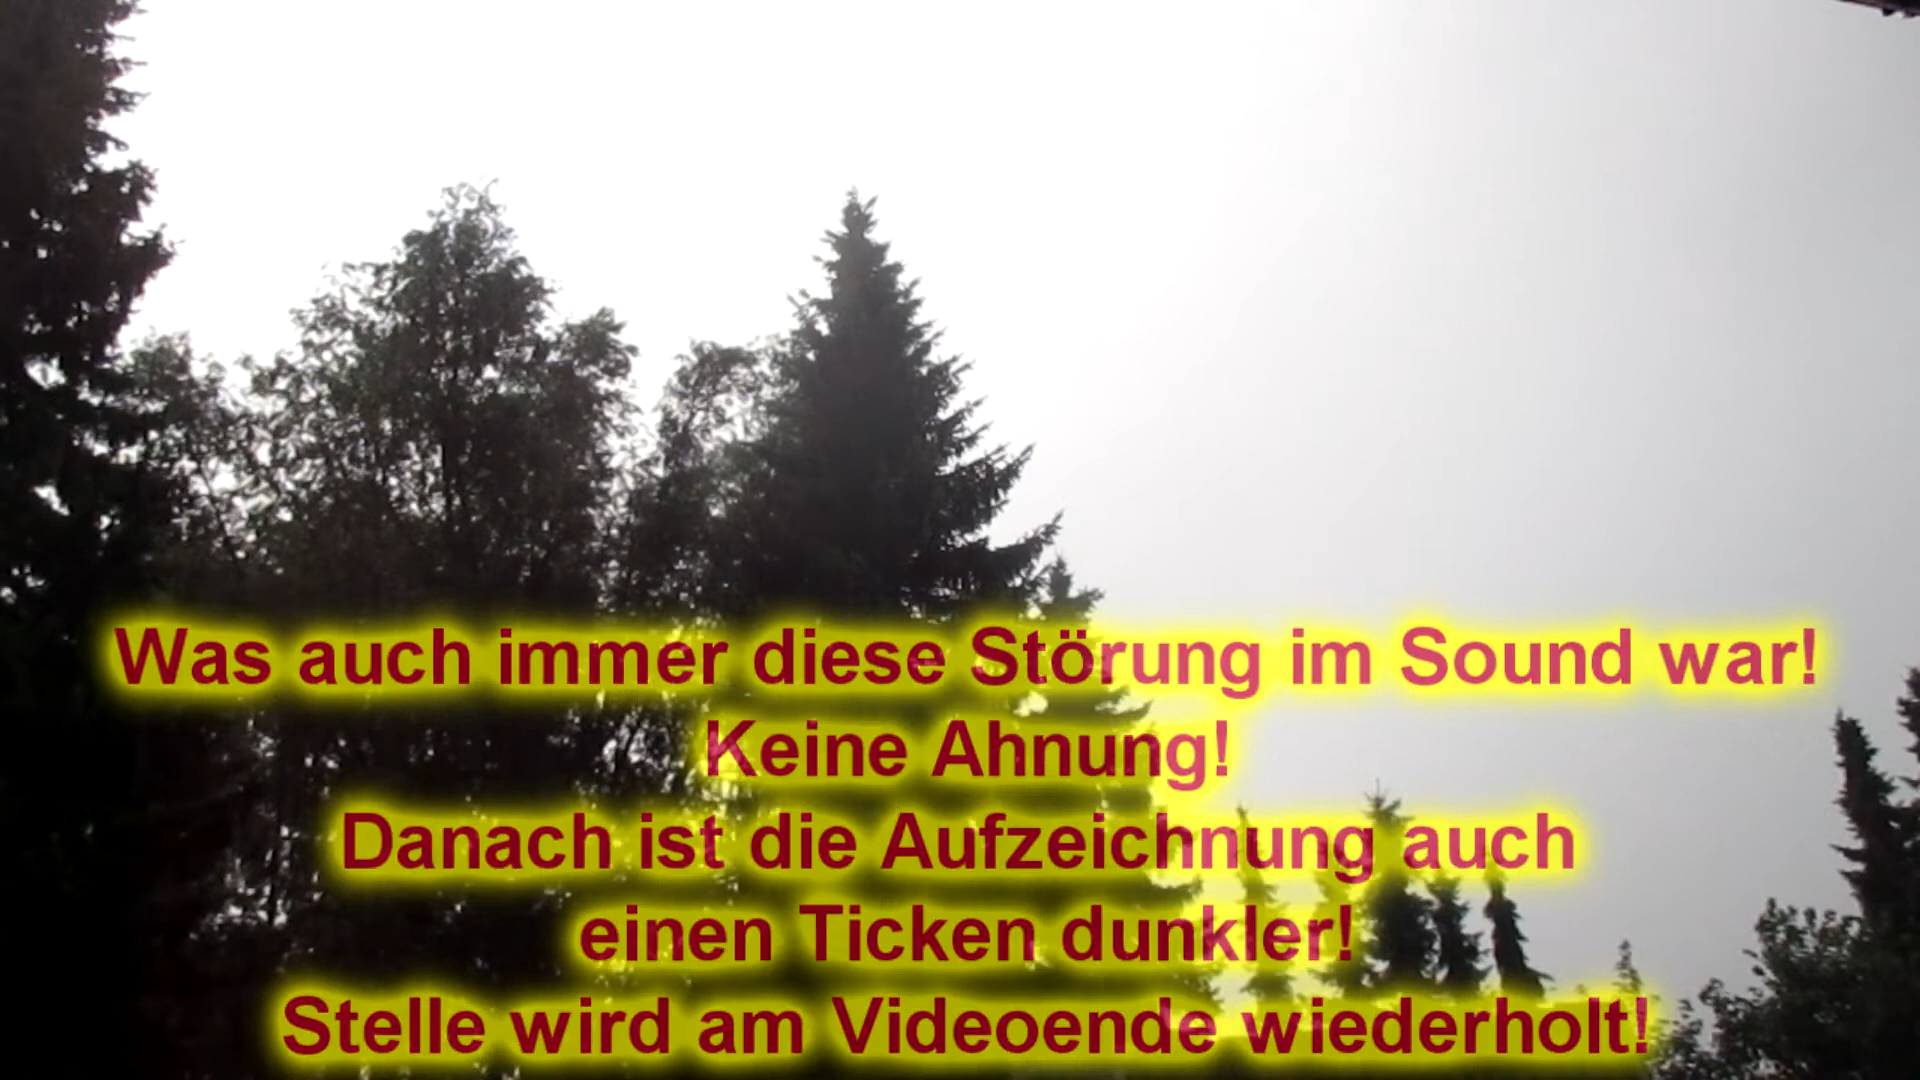 Was auch immer diese Störung im Sound war!
Keine Ahnung!
Danach ist die Aufzeichnung auch
einen Ticken dunkler!
Stelle wird am Videoende wiederholt!